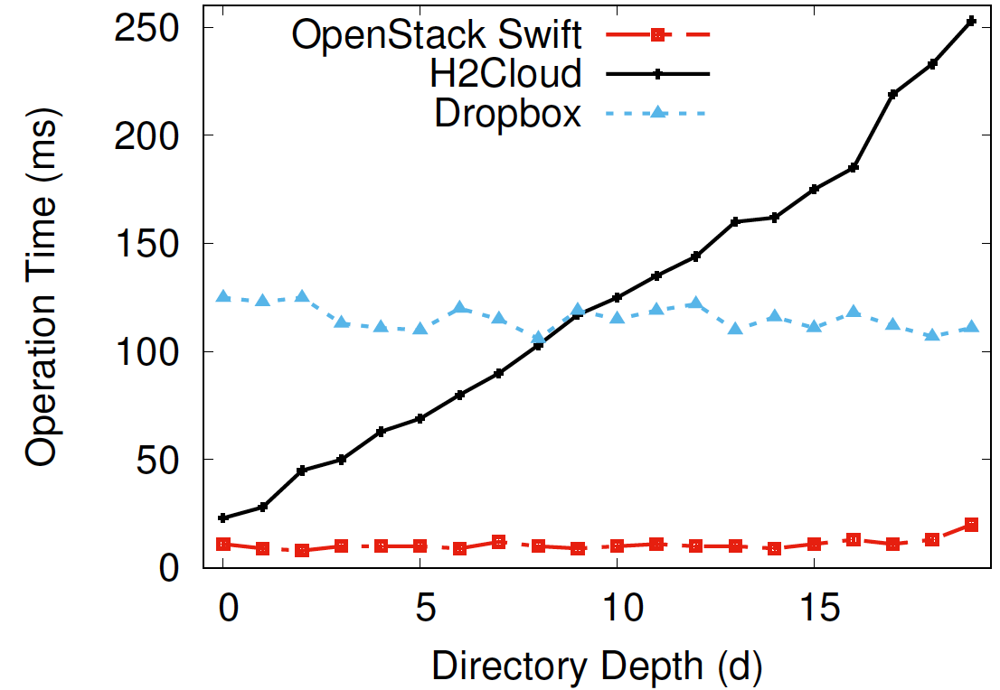 250
200
150
100
50
0
Operation Time (ms)
OpenStack Swift
H2Cloud
Dropbox
0 5 10 15
Directory Depth (d)